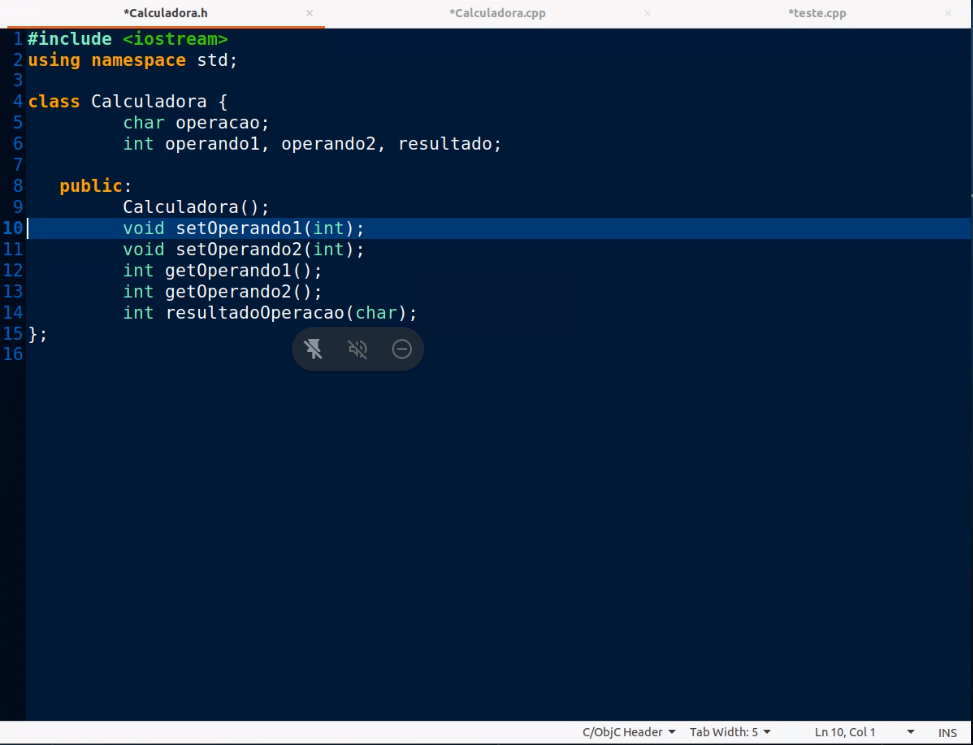 *Calculadora.h × *Calculadora.cpp × *teste.cpp ×
1 #include <iostream>
2 using namespace std;
3
4 class Calculadora {
5 char operacao;
6 int operando1, operando2, resultado;
7
8 public:
9 Calculadora();
10 void setOperando1(int);
11 void setOperando2(int);
12 int getOperando1();
13 int getOperando2();
14 int resultadoOperacao(char);
15 };
16
C/ObjC Header Tab Width: 5 Ln 10, Col 1 INS